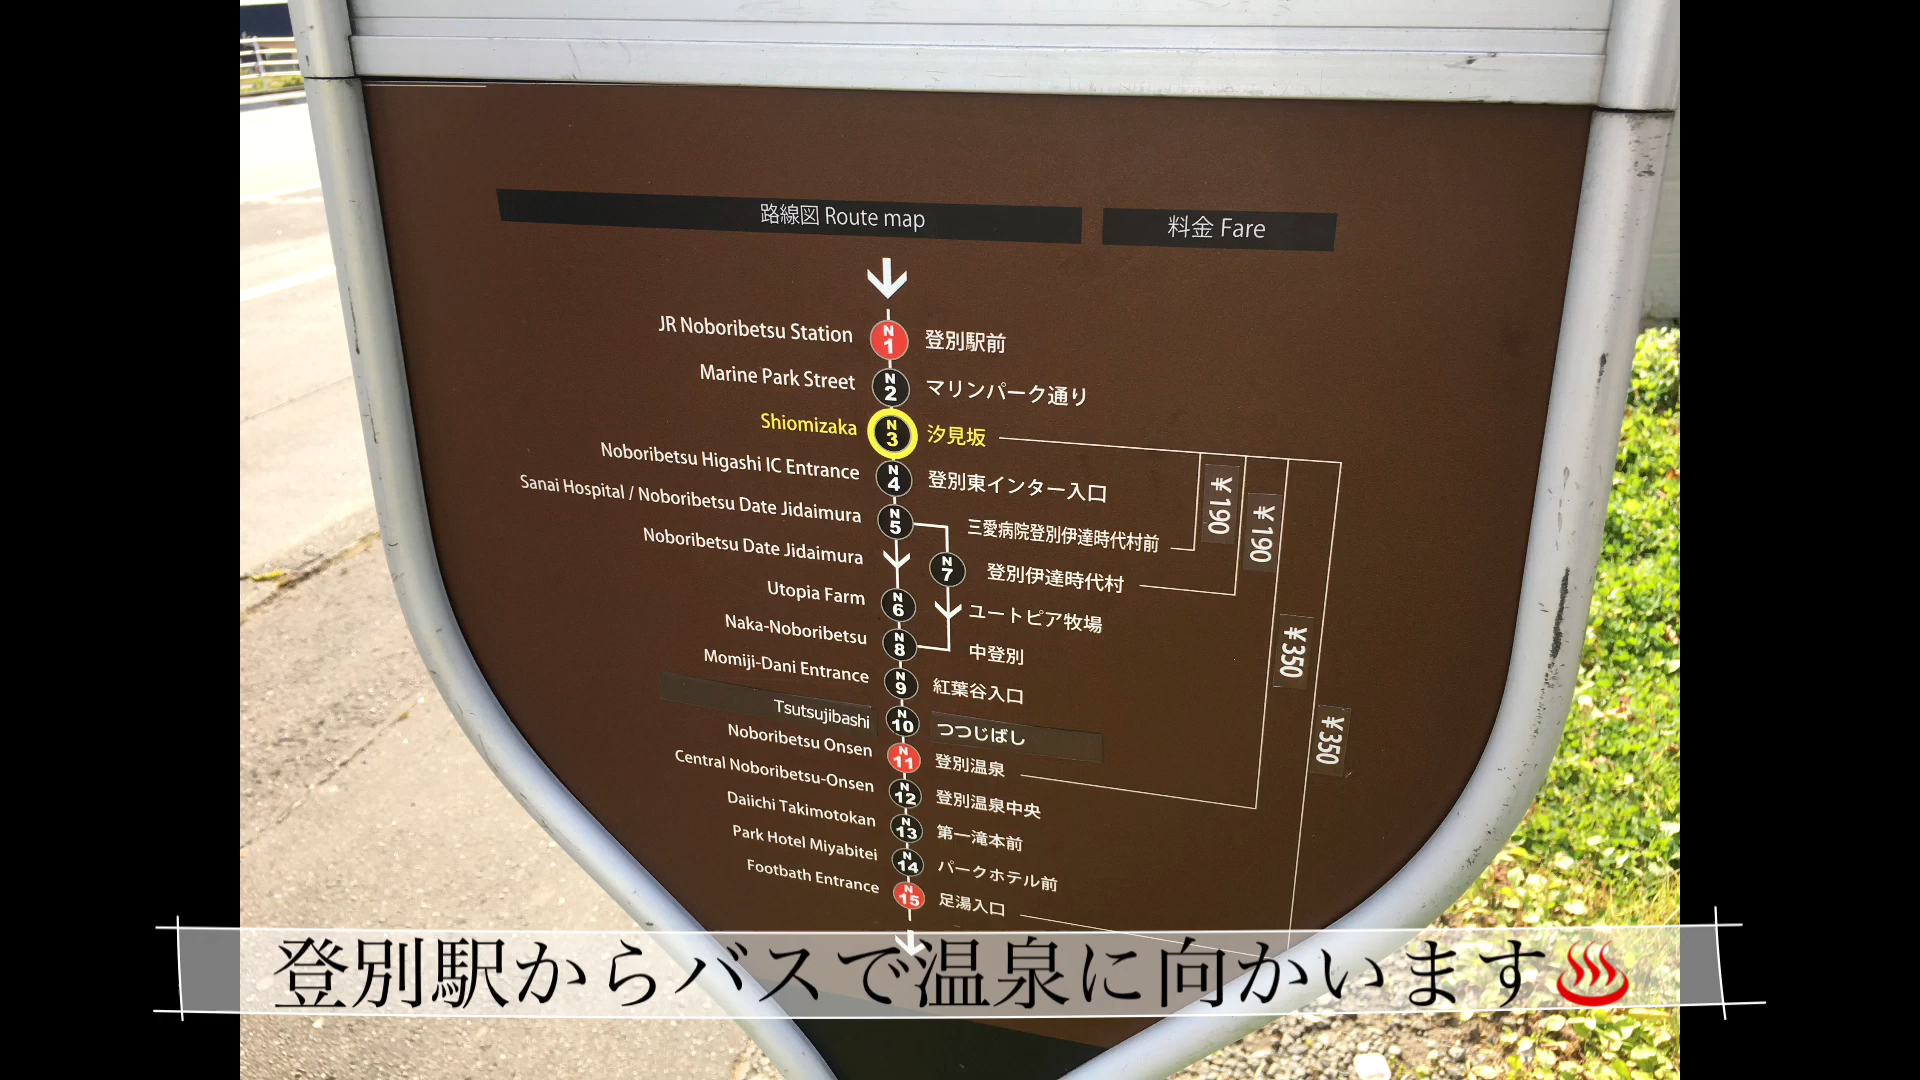 路線図 Route map
料金 Fare
JR Noboribetsu Station N1 登別駅前
Marine Park Street N2 マリンパーク通り
Shiomizaka N3 汐見坂
Noboribetsu Higashi IC Entrance N4 登別東インター入口
Sanai Hospital / Noboribetsu Date Jidaimura N5 三愛病院登別伊達時代村前 ¥190
Noboribetsu Date Jidaimura N7 登別伊達時代村 ¥190
Utopia Farm N6 ユートピア牧場
Naka-Noboribetsu N8 中登別
Momiji-Dani Entrance N9 紅葉谷入口
Tsutsujibashi N10 つつじばし
Noboribetsu Onsen N11 登別温泉 ¥350
Central Noboribetsu-Onsen N12 登別温泉中央
Daiichi Takimotokan N13 第一滝本前
Park Hotel Miyabitei N14 パークホテル前
Footbath Entrance N15 足湯入口 ¥350
登別駅からバスで温泉に向かいます♨